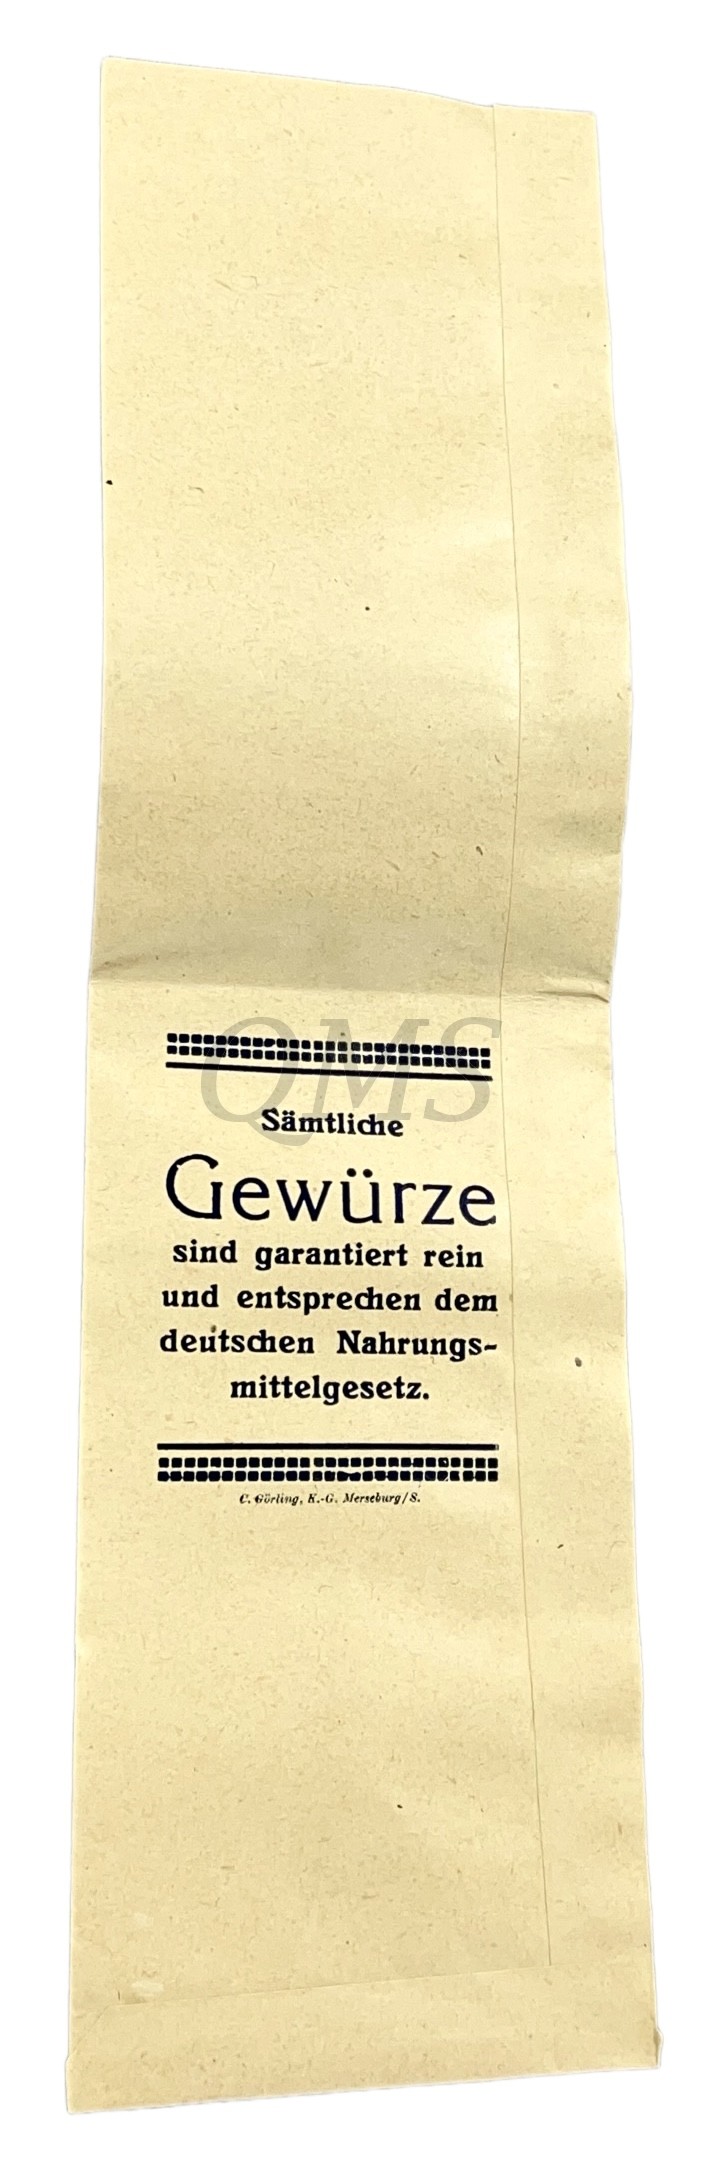 QMS
Sämtliche
Gewürze
sind garantiert rein
und entsprechen dem
deutschen Nahrungs-
mittelgesetz.
C. Görling, K.-G. Merseburg/S.